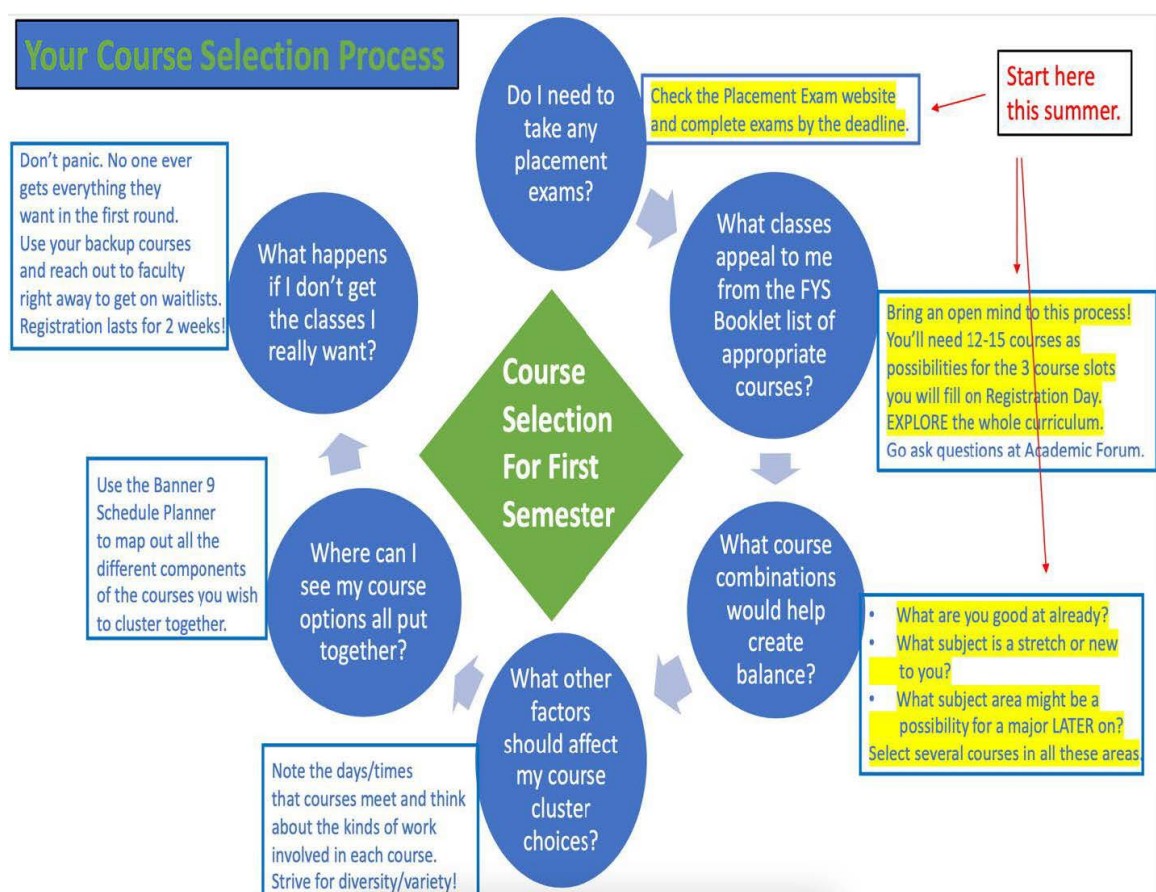 Your Course Selection Process
Do I need to
take any
placement
exams?
Check the Placement Exam website
and complete exams by the deadline.
Start here
this summer.
What classes
appeal to me
from the FYS
Booklet list of
appropriate
courses?
Bring an open mind to this process!
You'll need 12-15 courses as
possibilities for the 3 course slots
you will fill on Registration Day.
EXPLORE the whole curriculum.
Go ask questions at Academic Forum.
What course
combinations
would help
create
balance?
• What are you good at already?
• What subject is a stretch or new
to you?
• What subject area might be a
possibility for a major LATER on?
Select several courses in all these areas.
What other
factors
should affect
my course
cluster
choices?
Note the days/times
that courses meet and think
about the kinds of work
involved in each course.
Strive for diversity/variety!
Where can I
see my course
options all put
together?
Use the Banner 9
Schedule Planner
to map out all the
different components
of the courses you wish
to cluster together.
What happens
if I don't get
the classes I
really want?
Don't panic. No one ever
gets everything they
want in the first round.
Use your backup courses
and reach out to faculty
right away to get on waitlists.
Registration lasts for 2 weeks!
Course
Selection
For First
Semester